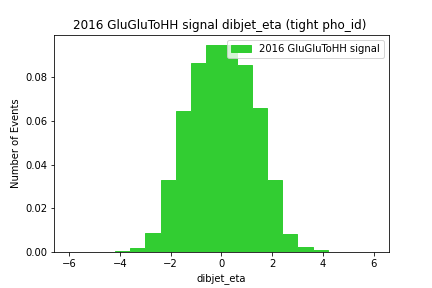 2016 GluGluToHH signal dibjet_eta (tight pho_id)
2016 GluGluToHH signal
Number of Events
0.08
0.06
0.04
0.02
0.00
−6 −4 −2 0 2 4 6
dibjet_eta